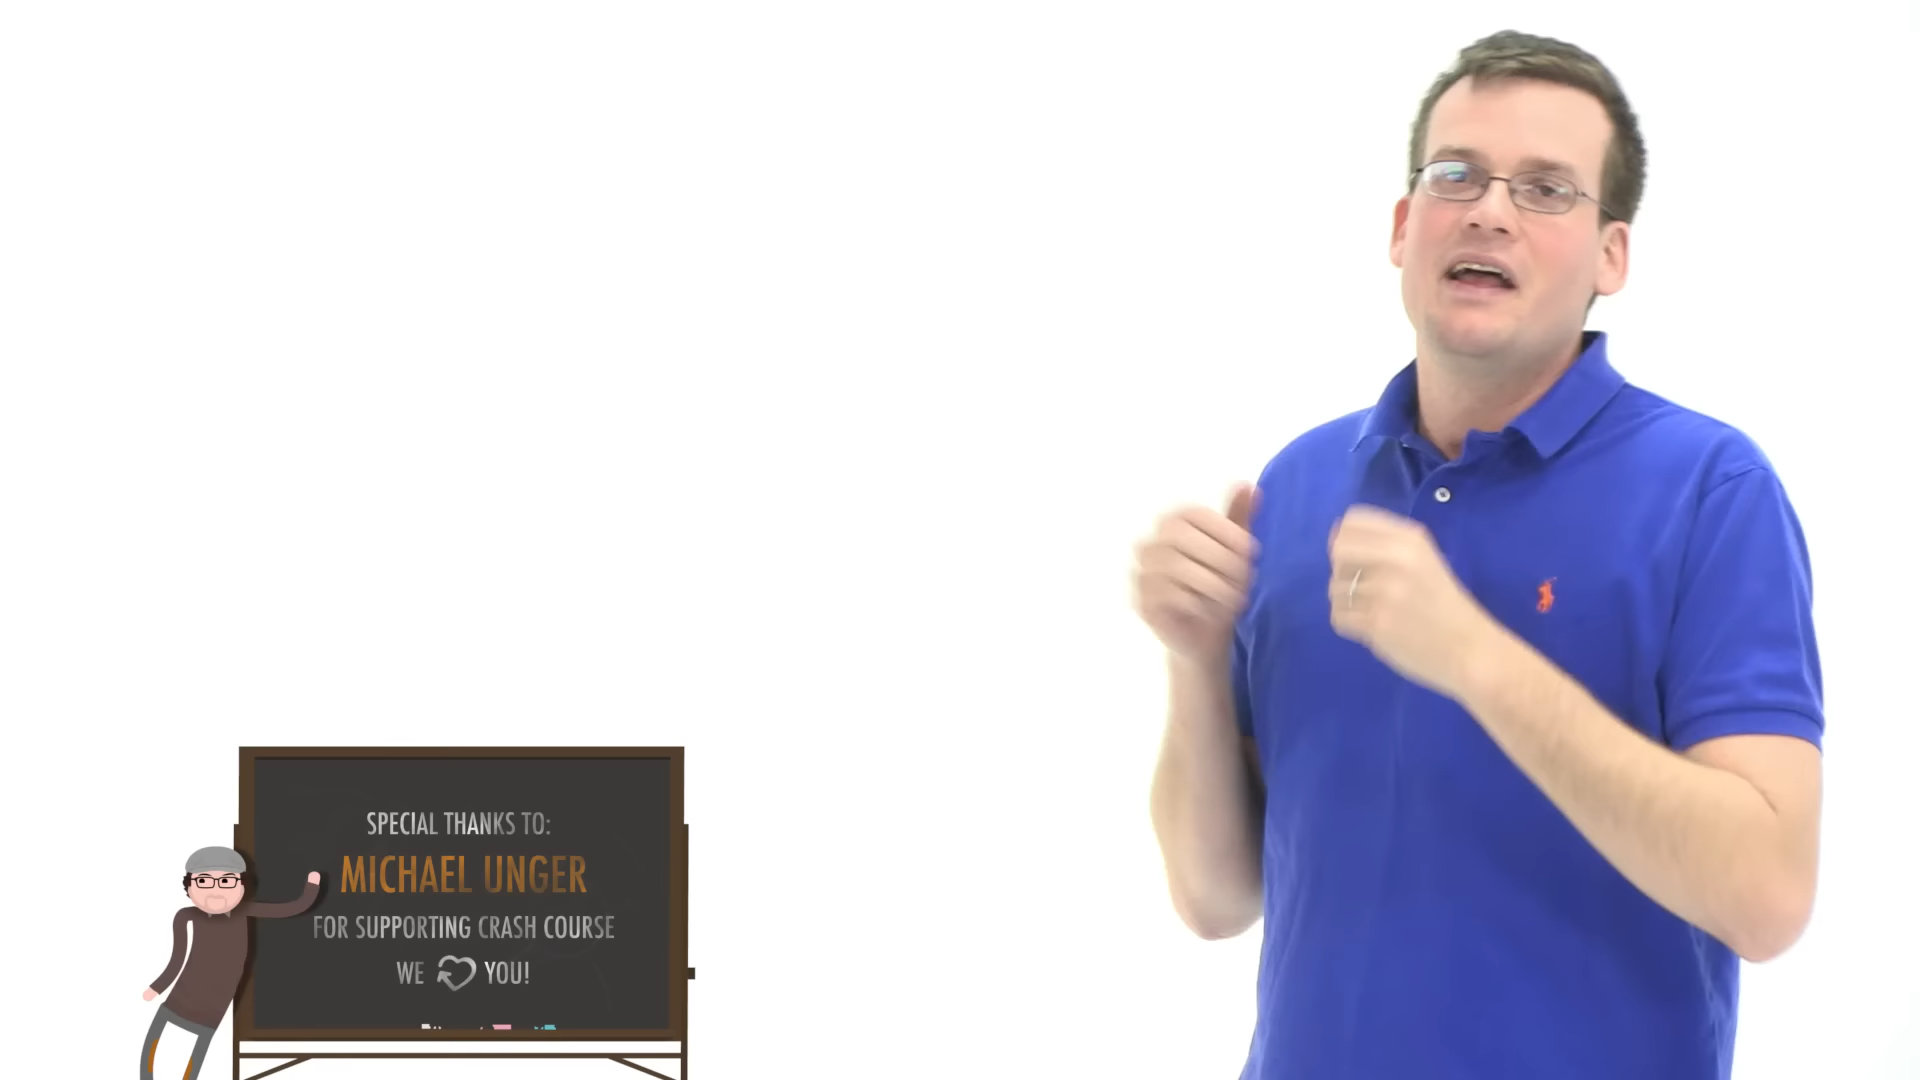 SPECIAL THANKS TO:
MICHAEL UNGER
FOR SUPPORTING CRASH COURSE
WE YOU!